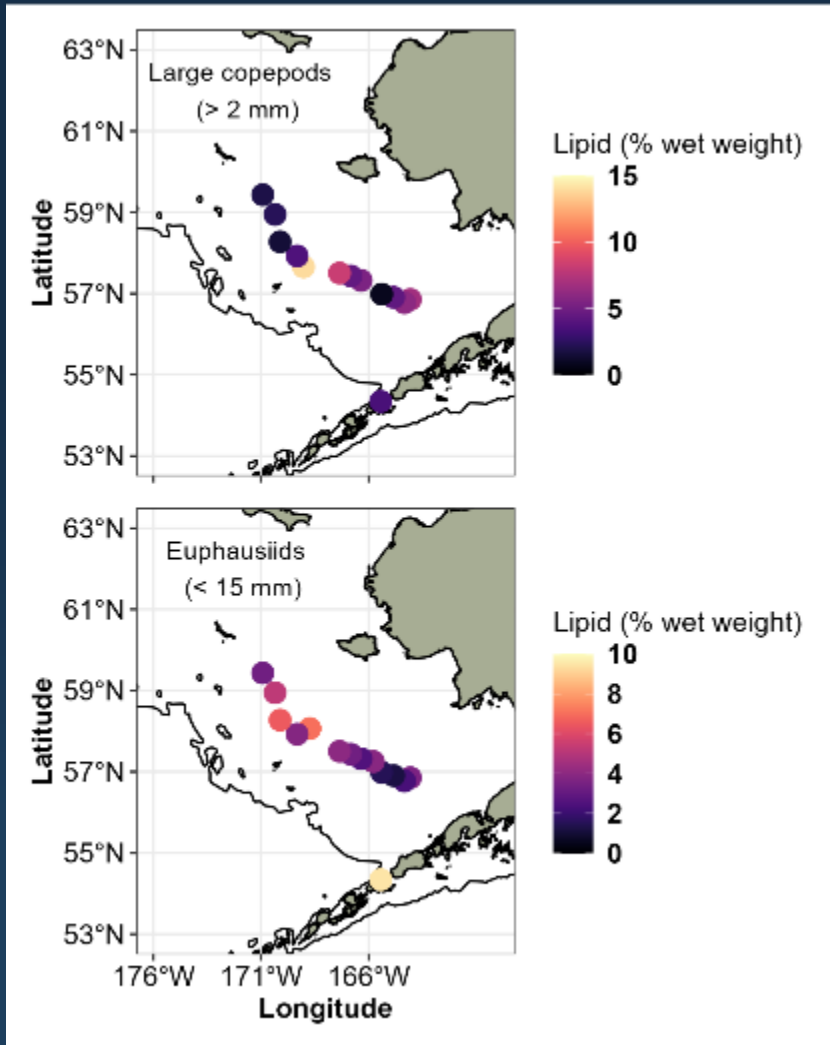 63°N
Large copepods
(> 2 mm)
61°N
59°N
57°N
55°N
53°N
Latitude
Lipid (% wet weight)
15
10
5
0
63°N
Euphausiids
(< 15 mm)
61°N
59°N
57°N
55°N
53°N
Latitude
176°W 171°W 166°W
Longitude
Lipid (% wet weight)
10
8
6
4
2
0